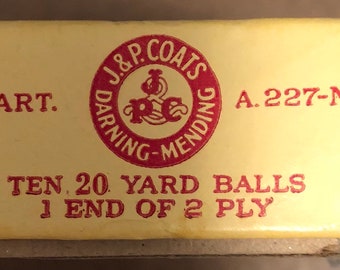 J.&P. COATS
DARNING-MENDING
ART.
A.227-
TEN 20 YARD BALLS
1 END OF 2 PLY